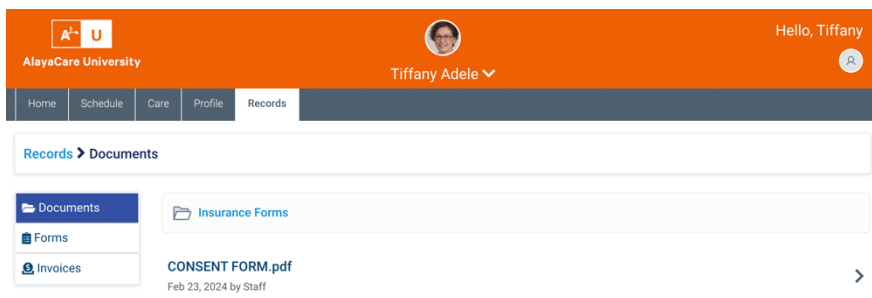 A U
AlayaCare University
Hello, Tiffany
Tiffany Adele
Home Schedule Care Profile Records
Records > Documents
Documents
Forms
Invoices
Insurance Forms
CONSENT FORM.pdf
Feb 23, 2024 by Staff